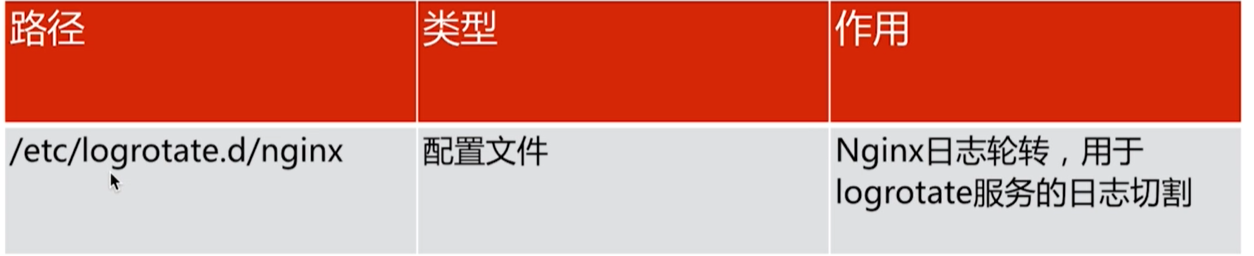 路径
类型
作用
/etc/logrotate.d/nginx
配置文件
Nginx日志轮转，用于
logrotate服务的日志切割